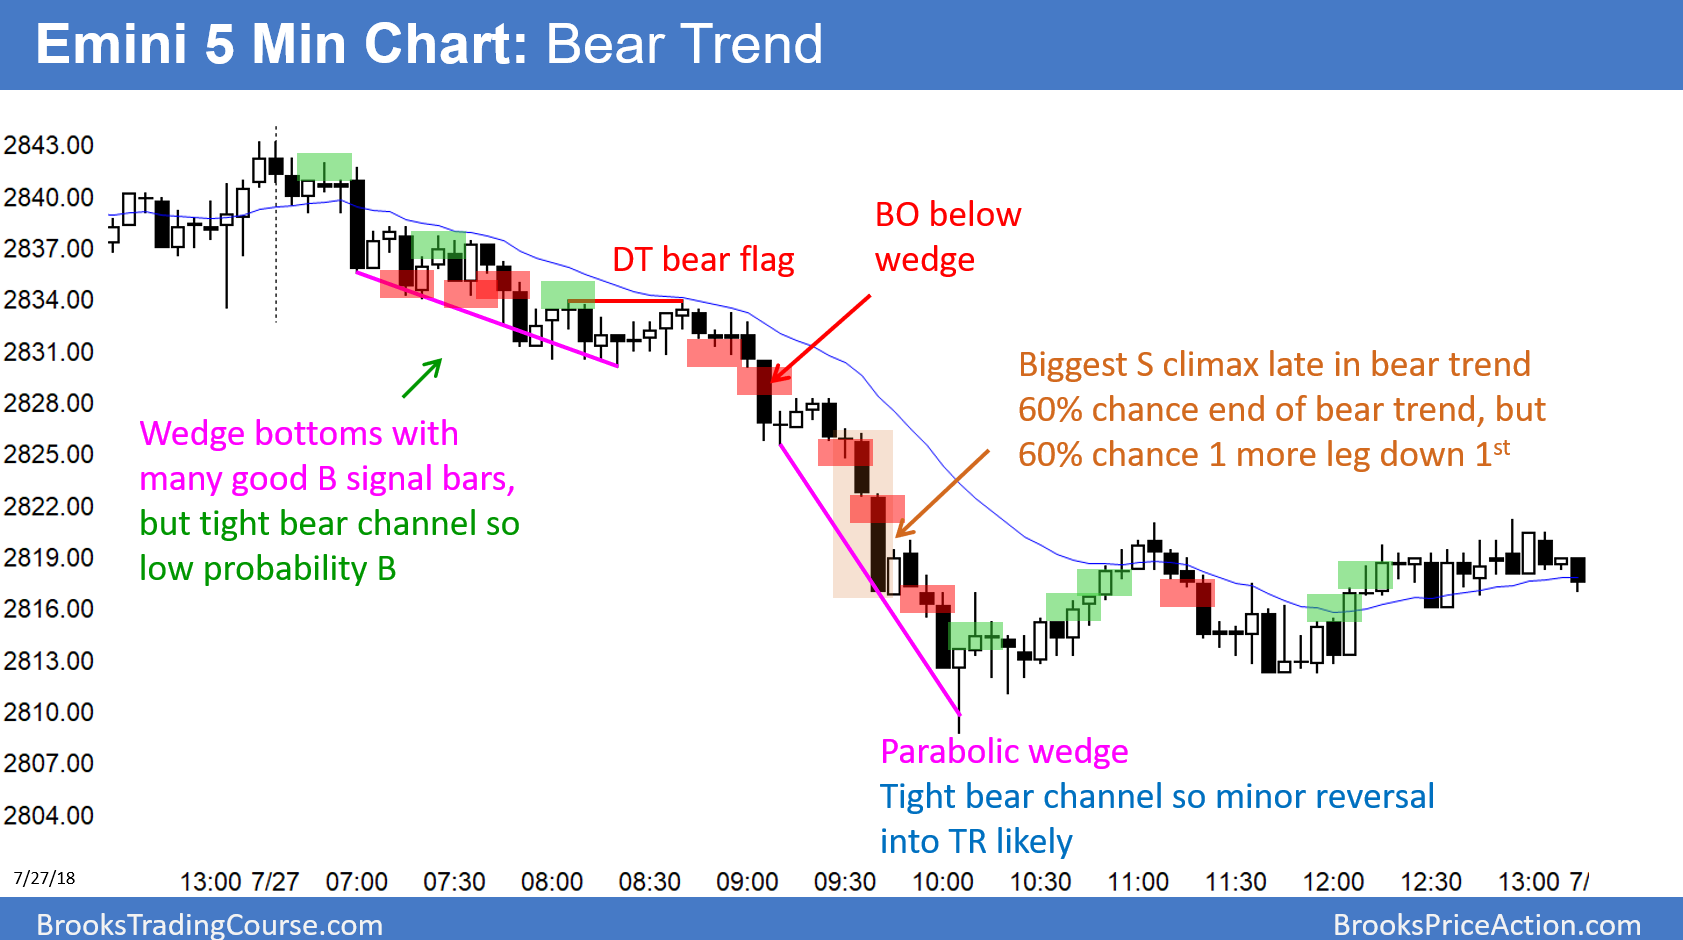 Emini 5 Min Chart: Bear Trend
2843.00
2840.00
2837.00
2834.00
2831.00
2828.00
2825.00
2822.00
2819.00
2816.00
2813.00
2810.00
2807.00
2804.00
DT bear flag
BO below
wedge
Biggest S climax late in bear trend
60% chance end of bear trend, but
60% chance 1 more leg down 1st
Wedge bottoms with
many good B signal bars,
but tight bear channel so
low probability B
Parabolic wedge
Tight bear channel so minor reversal
into TR likely
7/27/18
13:00 7/27 07:00 07:30 08:00 08:30 09:00 09:30 10:00 10:30 11:00 11:30 12:00 12:30 13:00 7/
BrooksTradingCourse.com
BrooksPriceAction.com